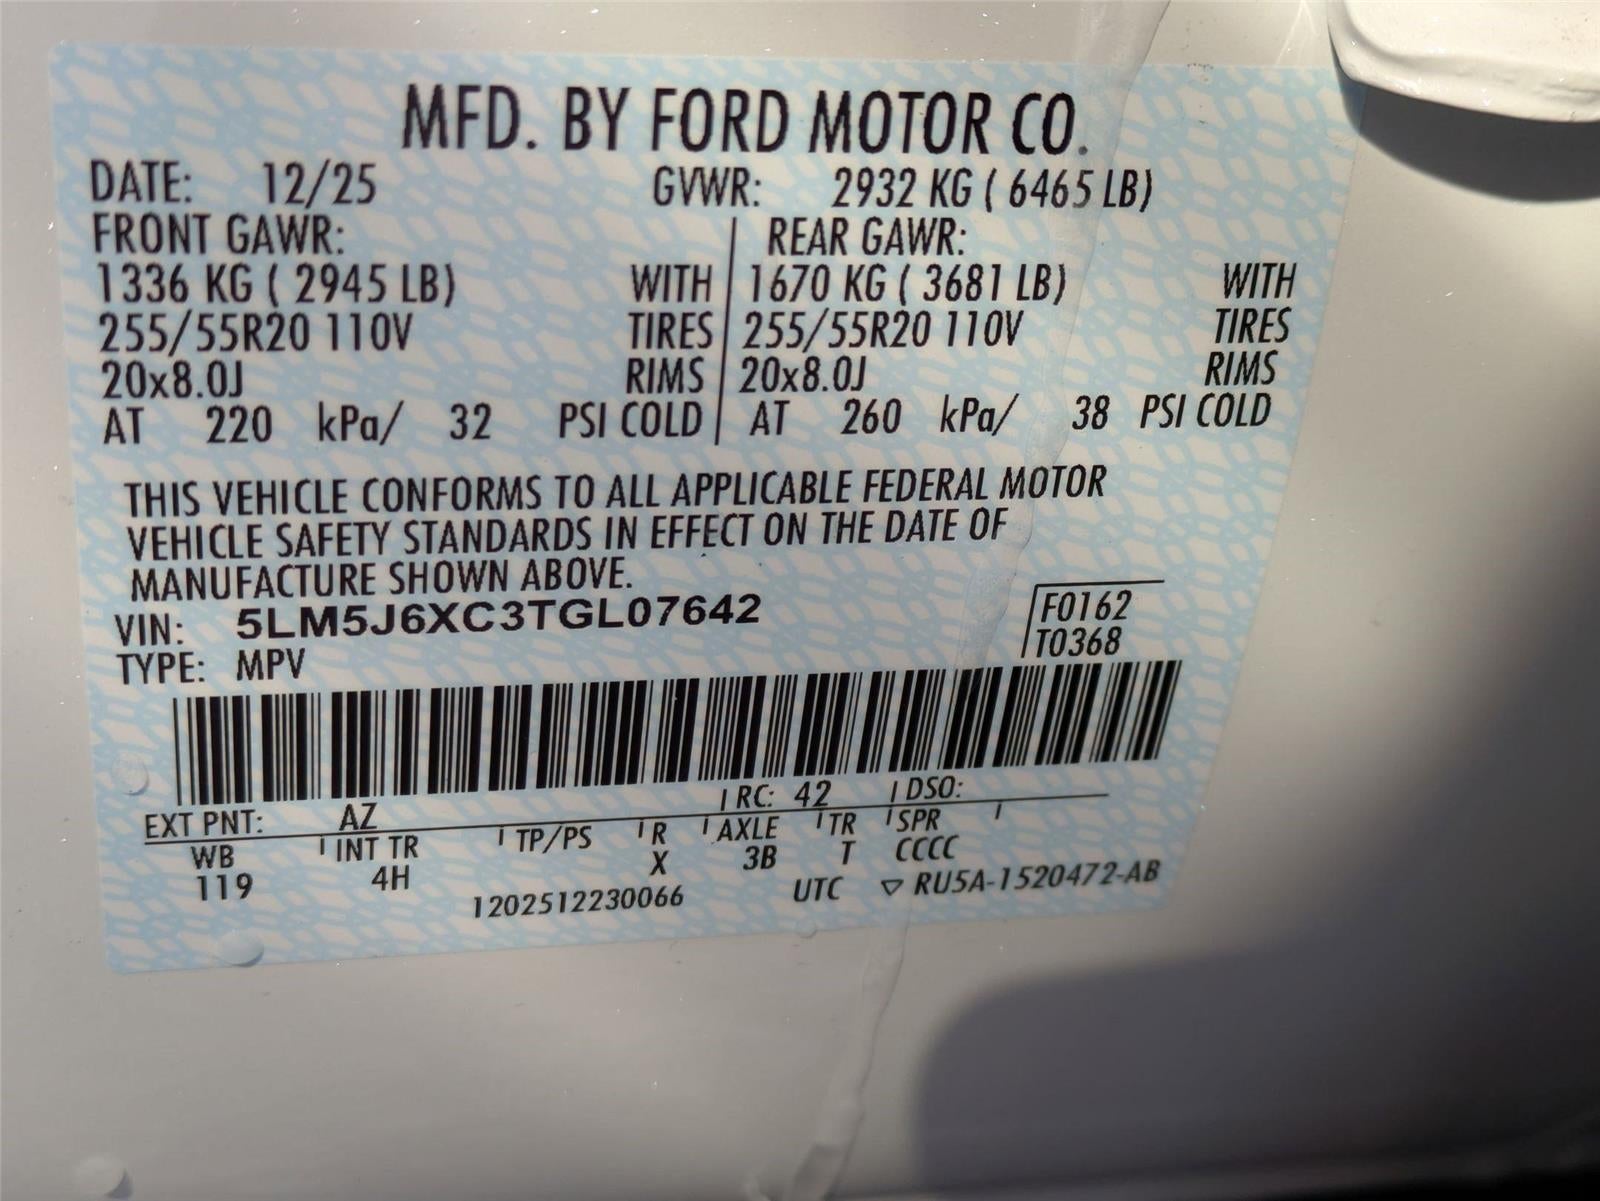 MFD. BY FORD MOTOR CO.
DATE: 12/25 GVWR: 2932 KG ( 6465 LB)
FRONT GAWR: REAR GAWR:
1336 KG ( 2945 LB) WITH 1670 KG ( 3681 LB) WITH
255/55R20 110V TIRES 255/55R20 110V TIRES
20x8.0J RIMS 20x8.0J RIMS
AT 220 kPa/ 32 PSI COLD AT 260 kPa/ 38 PSI COLD
THIS VEHICLE CONFORMS TO ALL APPLICABLE FEDERAL MOTOR
VEHICLE SAFETY STANDARDS IN EFFECT ON THE DATE OF
MANUFACTURE SHOWN ABOVE.
VIN: 5LM5J6XC3TGL07642 F0162
TYPE: MPV T0368
EXT PNT: AZ RC: 42 DSO:
WB INT TR TP/PS R AXLE TR SPR
119 4H X 3B T CCCC
1202512230066 UTC ▽ RU5A-1520472-AB